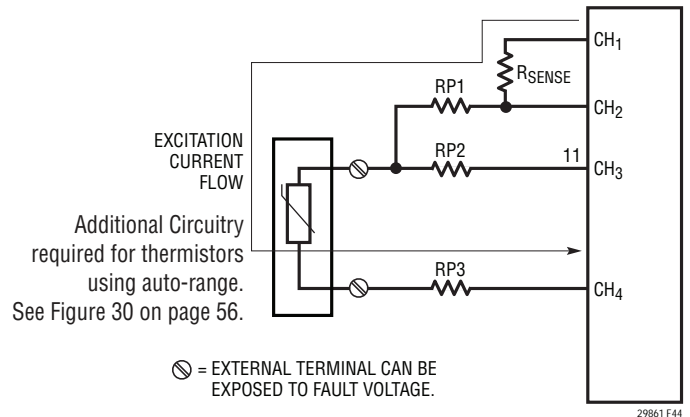 CH1
RSENSE
RP1
CH2
EXCITATION
CURRENT
FLOW
RP2
11
CH3
Additional Circuitry
required for thermistors
using auto-range.
See Figure 30 on page 56.
RP3
CH4
= EXTERNAL TERMINAL CAN BE
EXPOSED TO FAULT VOLTAGE.
29861 F44